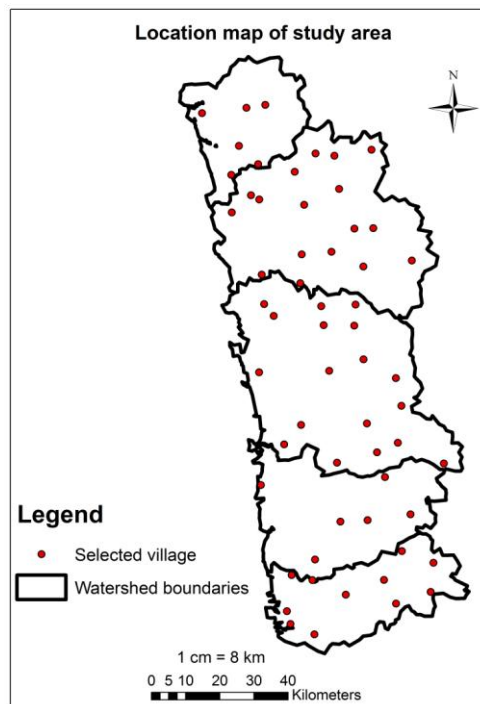 Location map of study area
N
Legend
Selected village
Watershed boundaries
1 cm = 8 km
0 5 10 20 30 40
Kilometers